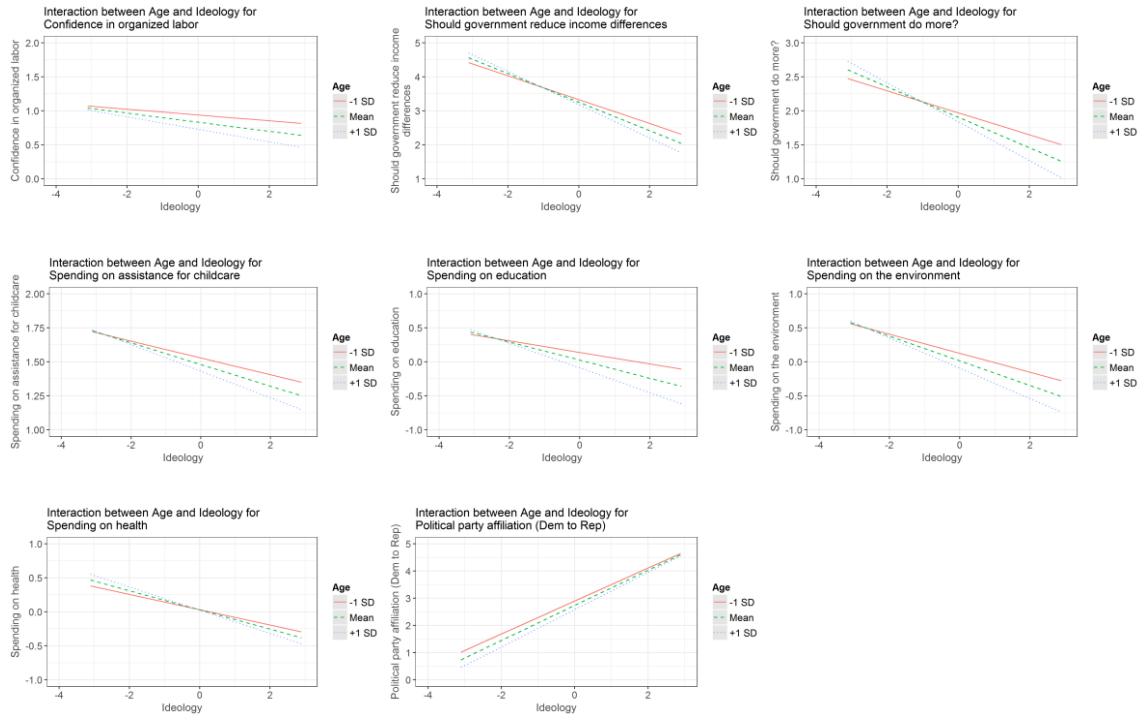 Interaction between Age and Ideology for
Confidence in organized labor
Confidence in organized labor
2.0
1.5
1.0
0.5
0.0
-4
-2
0
2
Ideology
Age
-1 SD
Mean
+1 SD
Interaction between Age and Ideology for
Should government reduce income differences
Should government reduce income
differences
5
4
3
2
1
-4
-2
0
2
Ideology
Age
-1 SD
Mean
+1 SD
Interaction between Age and Ideology for
Should government do more?
Should government do more?
3.0
2.5
2.0
1.5
1.0
-4
-2
0
2
Ideology
Age
-1 SD
Mean
+1 SD
Interaction between Age and Ideology for
Spending on assistance for childcare
Spending on assistance for childcare
2.00
1.75
1.50
1.25
1.00
-4
-2
0
2
Ideology
Age
-1 SD
Mean
+1 SD
Interaction between Age and Ideology for
Spending on education
Spending on education
1.0
0.5
0.0
-0.5
-1.0
-4
-2
0
2
Ideology
Age
-1 SD
Mean
+1 SD
Interaction between Age and Ideology for
Spending on the environment
Spending on the environment
1.0
0.5
0.0
-0.5
-1.0
-4
-2
0
2
Ideology
Age
-1 SD
Mean
+1 SD
Interaction between Age and Ideology for
Spending on health
Spending on health
1.0
0.5
0.0
-0.5
-1.0
-4
-2
0
2
Ideology
Age
-1 SD
Mean
+1 SD
Interaction between Age and Ideology for
Political party affiliation (Dem to Rep)
Political party affiliation (Dem to Rep)
5
4
3
2
1
0
-4
-2
0
2
Ideology
Age
-1 SD
Mean
+1 SD